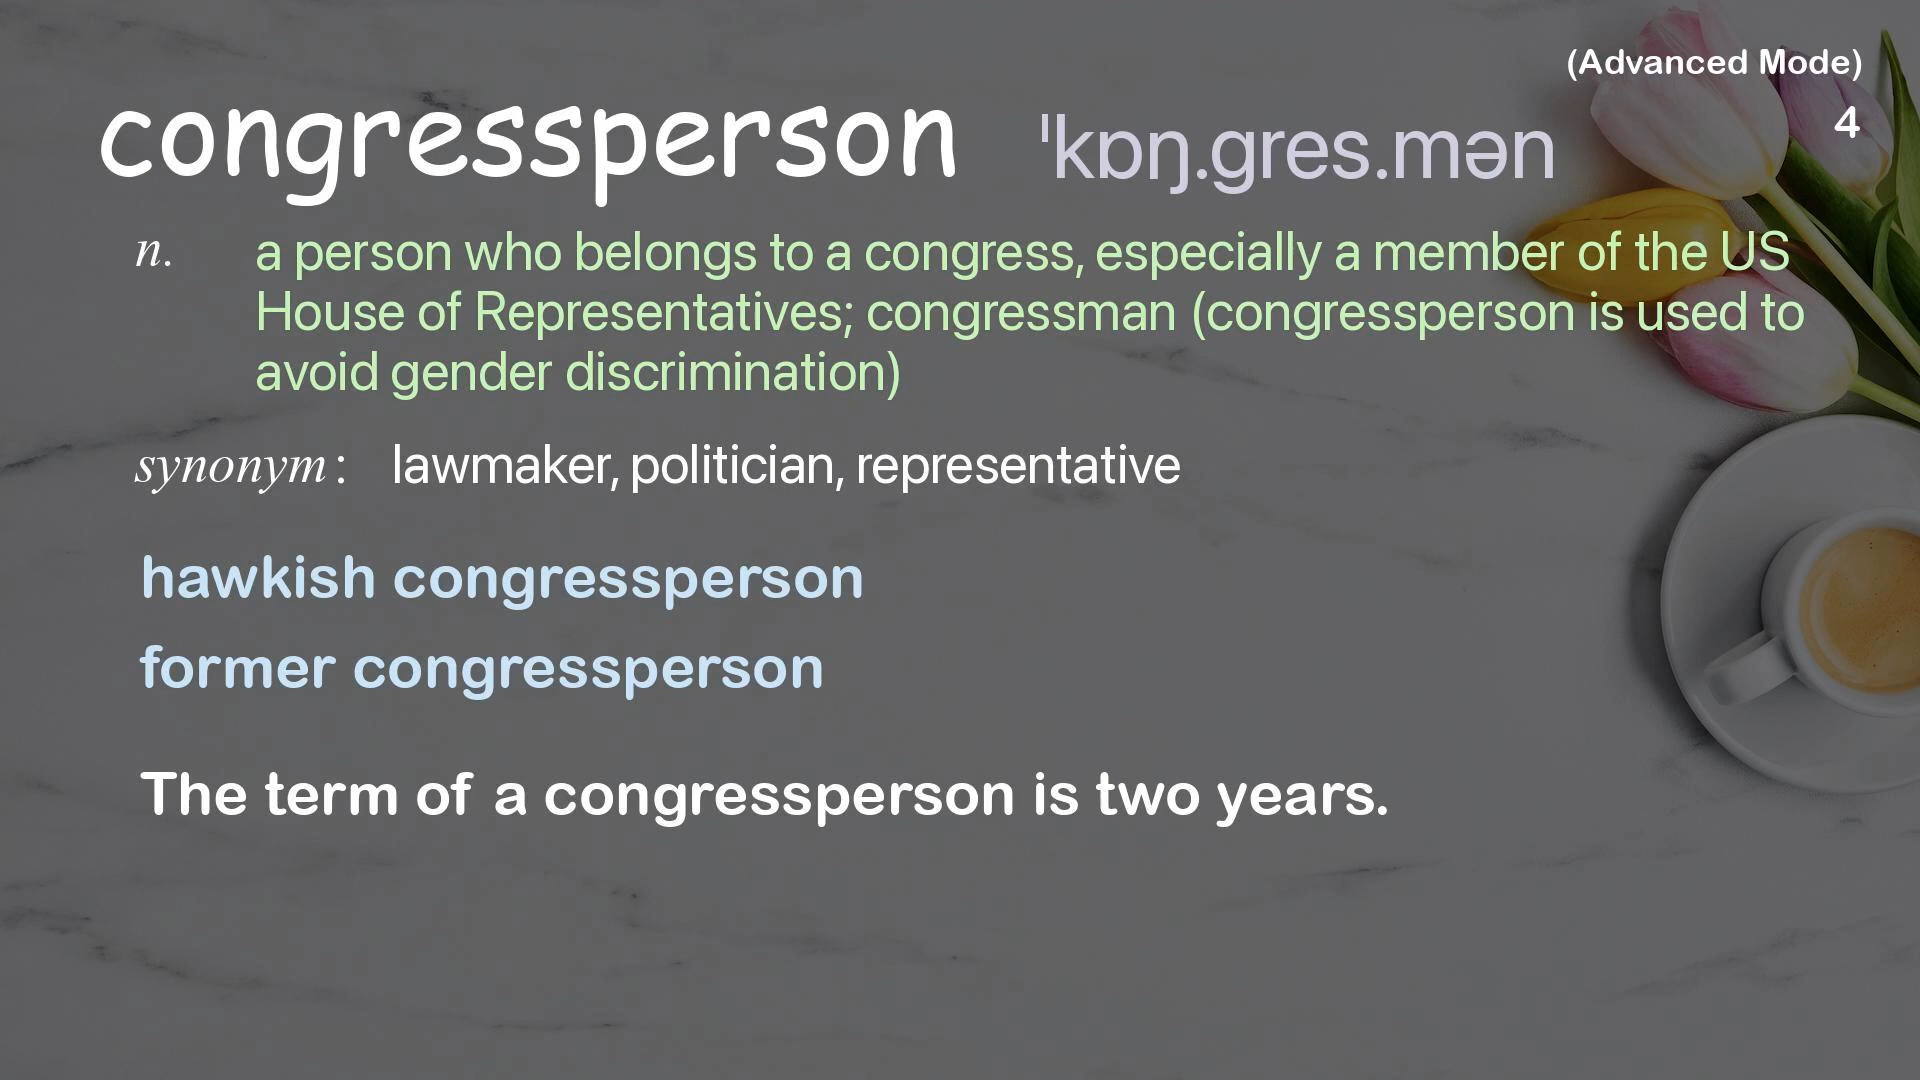 (Advanced Mode)
congressperson ˈkɒŋ.gres.mən
4
n. a person who belongs to a congress, especially a member of the US
House of Representatives; congressman (congressperson is used to
avoid gender discrimination)
synonym: lawmaker, politician, representative
hawkish congressperson
former congressperson
The term of a congressperson is two years.